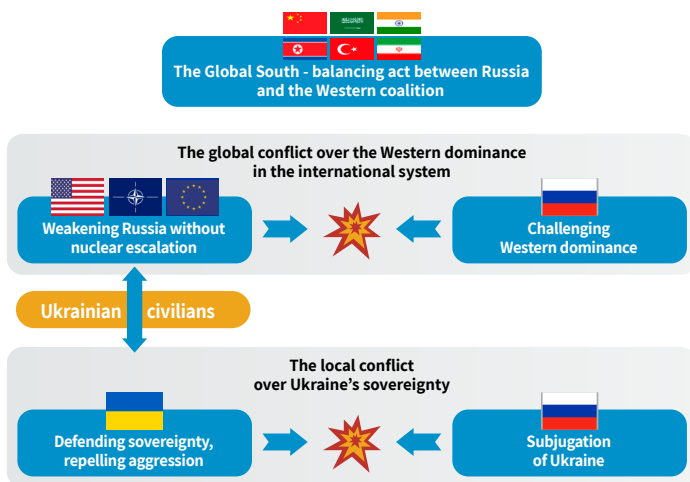 The Global South - balancing act between Russia
and the Western coalition
The global conflict over the Western dominance
in the international system
Weakening Russia without
nuclear escalation
Challenging
Western dominance
Ukrainian civilians
The local conflict
over Ukraine's sovereignty
Defending sovereignty,
repelling aggression
Subjugation
of Ukraine